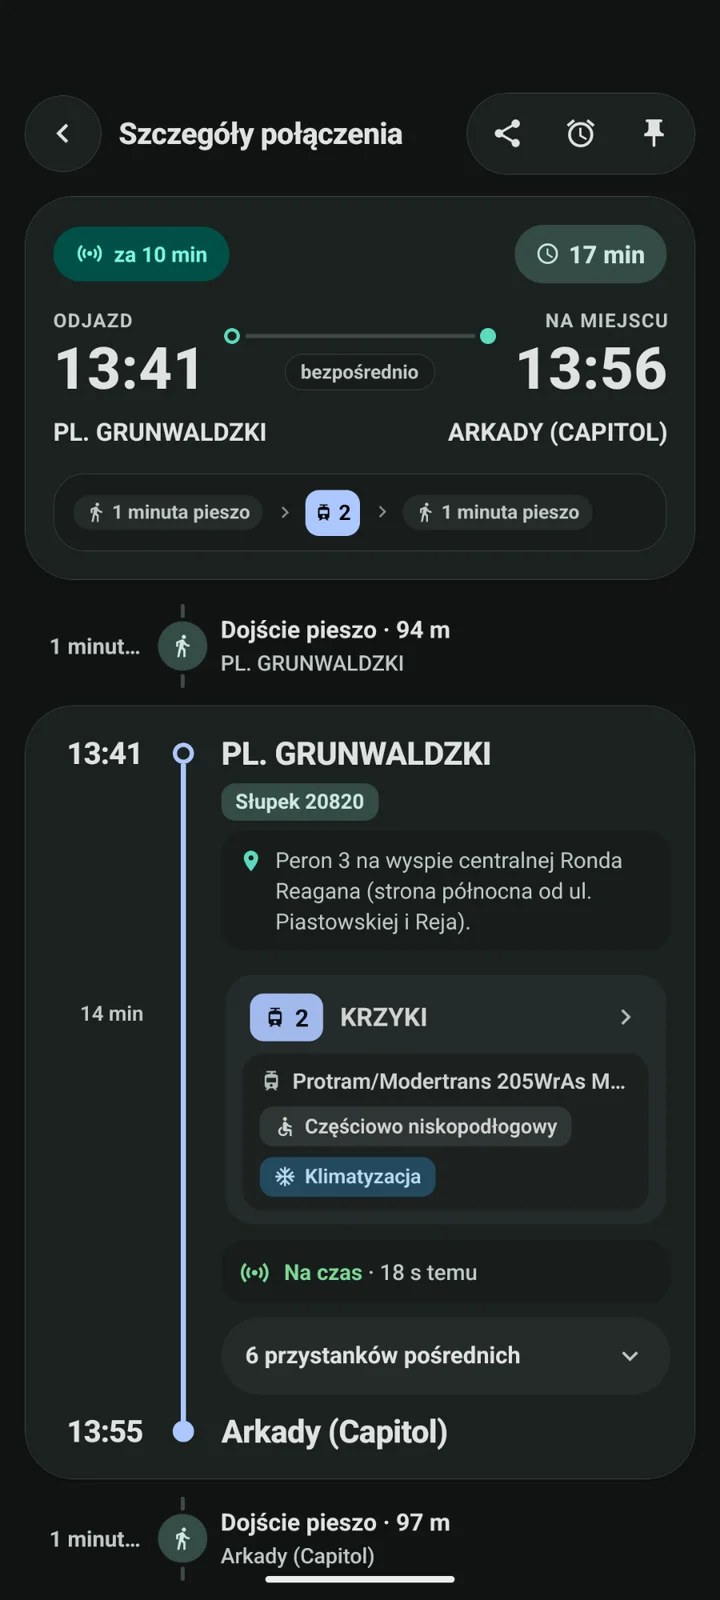 Szczegóły połączenia
za 10 min
17 min
ODJAZD
NA MIEJSCU
13:41
bezpośrednio
13:56
PL. GRUNWALDZKI
ARKADY (CAPITOL)
1 minuta pieszo
2
1 minuta pieszo
1 minut...
Dojście pieszo · 94 m
PL. GRUNWALDZKI
13:41
PL. GRUNWALDZKI
Słupek 20820
Peron 3 na wyspie centralnej Ronda
Reagana (strona północna od ul.
Piastowskiej i Reja).
14 min
2
KRZYKI
Protram/Modertrans 205WrAs M...
Częściowo niskopodłogowy
Klimatyzacja
Na czas · 18 s temu
6 przystanków pośrednich
13:55
Arkady (Capitol)
1 minut...
Dojście pieszo · 97 m
Arkady (Capitol)